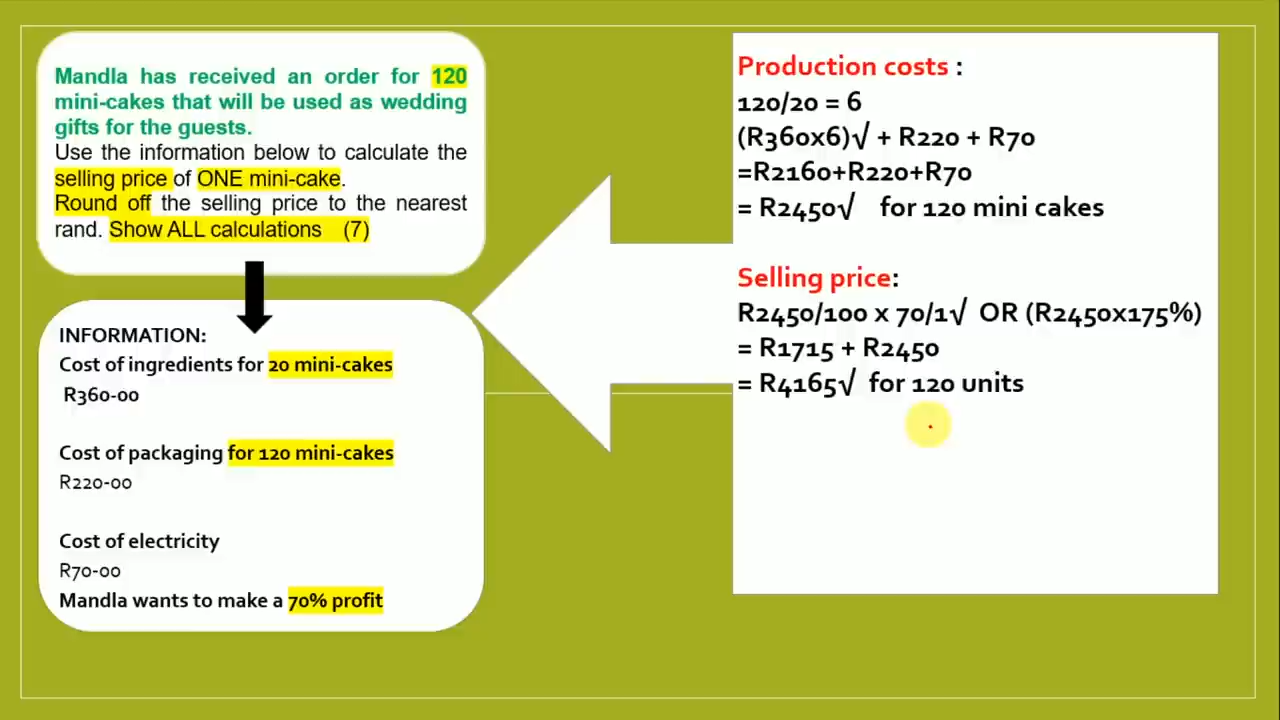 Mandla has received an order for 120
mini-cakes that will be used as wedding
gifts for the guests.
Use the information below to calculate the
selling price of ONE mini-cake.
Round off the selling price to the nearest
rand. Show ALL calculations (7)
INFORMATION:
Cost of ingredients for 20 mini-cakes
R360-00
Cost of packaging for 120 mini-cakes
R220-00
Cost of electricity
R70-00
Mandla wants to make a 70% profit
Production costs :
120/20 = 6
(R360x6)√ + R220 + R70
=R2160+R220+R70
= R2450√ for 120 mini cakes
Selling price:
R2450/100 x 70/1√ OR (R2450x175%)
= R1715 + R2450
= R4165√ for 120 units